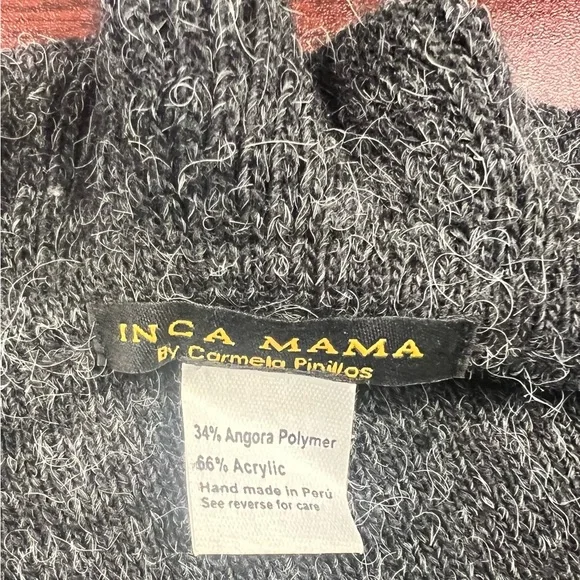 INCA MAMA
By Carmela Pinillos
34% Angora Polymer
66% Acrylic
Hand made in Perú
See reverse for care